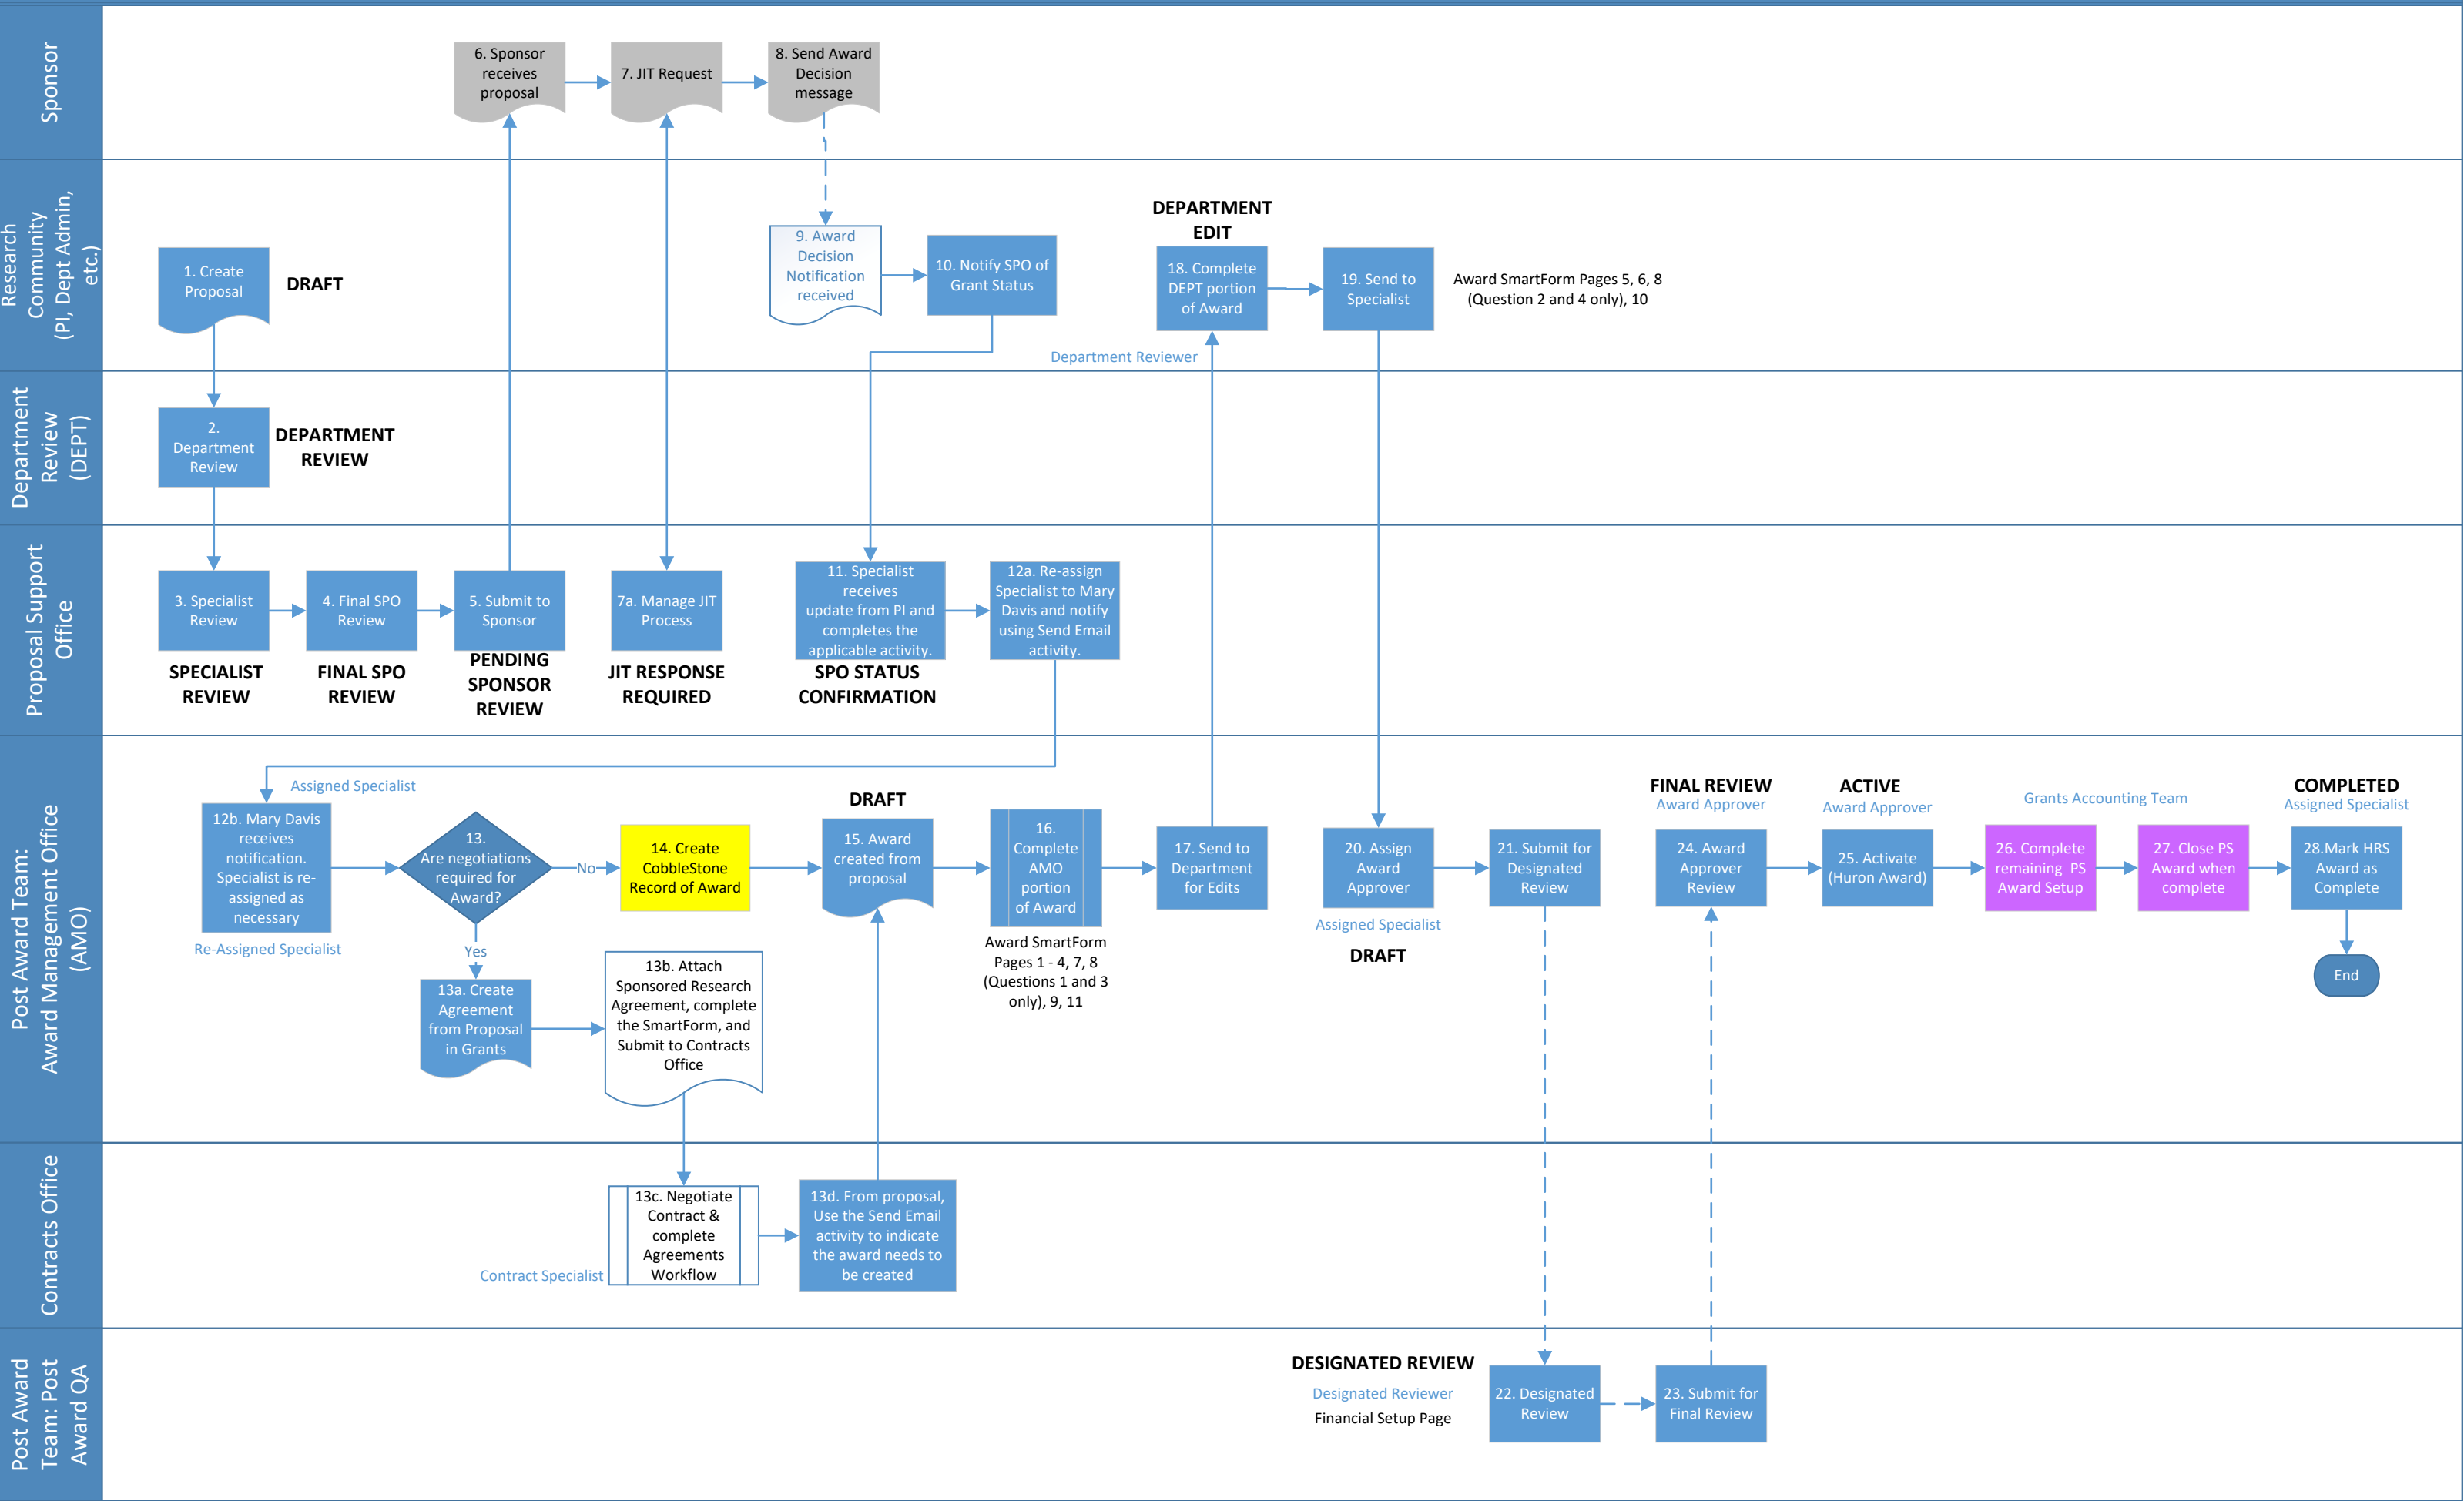 Sponsor
6. Sponsor
receives
proposal
7. JIT Request
8. Send Award
Decision
message
Research
Community
(PI, Dept Admin,
etc.)
1. Create
Proposal
DRAFT
9. Award
Decision
Notification
received
10. Notify SPO of
Grant Status
DEPARTMENT
EDIT
18. Complete
DEPT portion
of Award
Department Reviewer
19. Send to
Specialist
Award SmartForm Pages 5, 6, 8
(Question 2 and 4 only), 10
Department
Review
(DEPT)
2.
Department
Review
DEPARTMENT
REVIEW
Proposal Support
Office
3. Specialist
Review
SPECIALIST
REVIEW
4. Final SPO
Review
FINAL SPO
REVIEW
5. Submit to
Sponsor
PENDING
SPONSOR
REVIEW
7a. Manage JIT
Process
JIT RESPONSE
REQUIRED
11. Specialist
receives
update from PI and
completes the
applicable activity.
SPO STATUS
CONFIRMATION
12a. Re-assign
Specialist to Mary
Davis and notify
using Send Email
activity.
Post Award Team:
Award Management Office
(AMO)
Assigned Specialist
12b. Mary Davis
receives
notification.
Specialist is re-
assigned as
necessary
Re-Assigned Specialist
13.
Are negotiations
required for
Award?
No
Yes
14. Create
CobbleStone
Record of Award
13a. Create
Agreement
from Proposal
in Grants
13b. Attach
Sponsored Research
Agreement, complete
the SmartForm, and
Submit to Contracts
Office
DRAFT
15. Award
created from
proposal
16.
Complete
AMO
portion
of Award
Award SmartForm
Pages 1 - 4, 7, 8
(Questions 1 and 3
only), 9, 11
17. Send to
Department
for Edits
20. Assign
Award
Approver
Assigned Specialist
DRAFT
21. Submit for
Designated
Review
FINAL REVIEW
Award Approver
24. Award
Approver
Review
ACTIVE
Award Approver
25. Activate
(Huron Award)
Grants Accounting Team
26. Complete
remaining PS
Award Setup
27. Close PS
Award when
complete
COMPLETED
Assigned Specialist
28.Mark HRS
Award as
Complete
End
Contracts Office
Contract Specialist
13c. Negotiate
Contract &
complete
Agreements
Workflow
13d. From proposal,
Use the Send Email
activity to indicate
the award needs to
be created
Post Award
Team: Post
Award QA
DESIGNATED REVIEW
Designated Reviewer
Financial Setup Page
22. Designated
Review
23. Submit for
Final Review